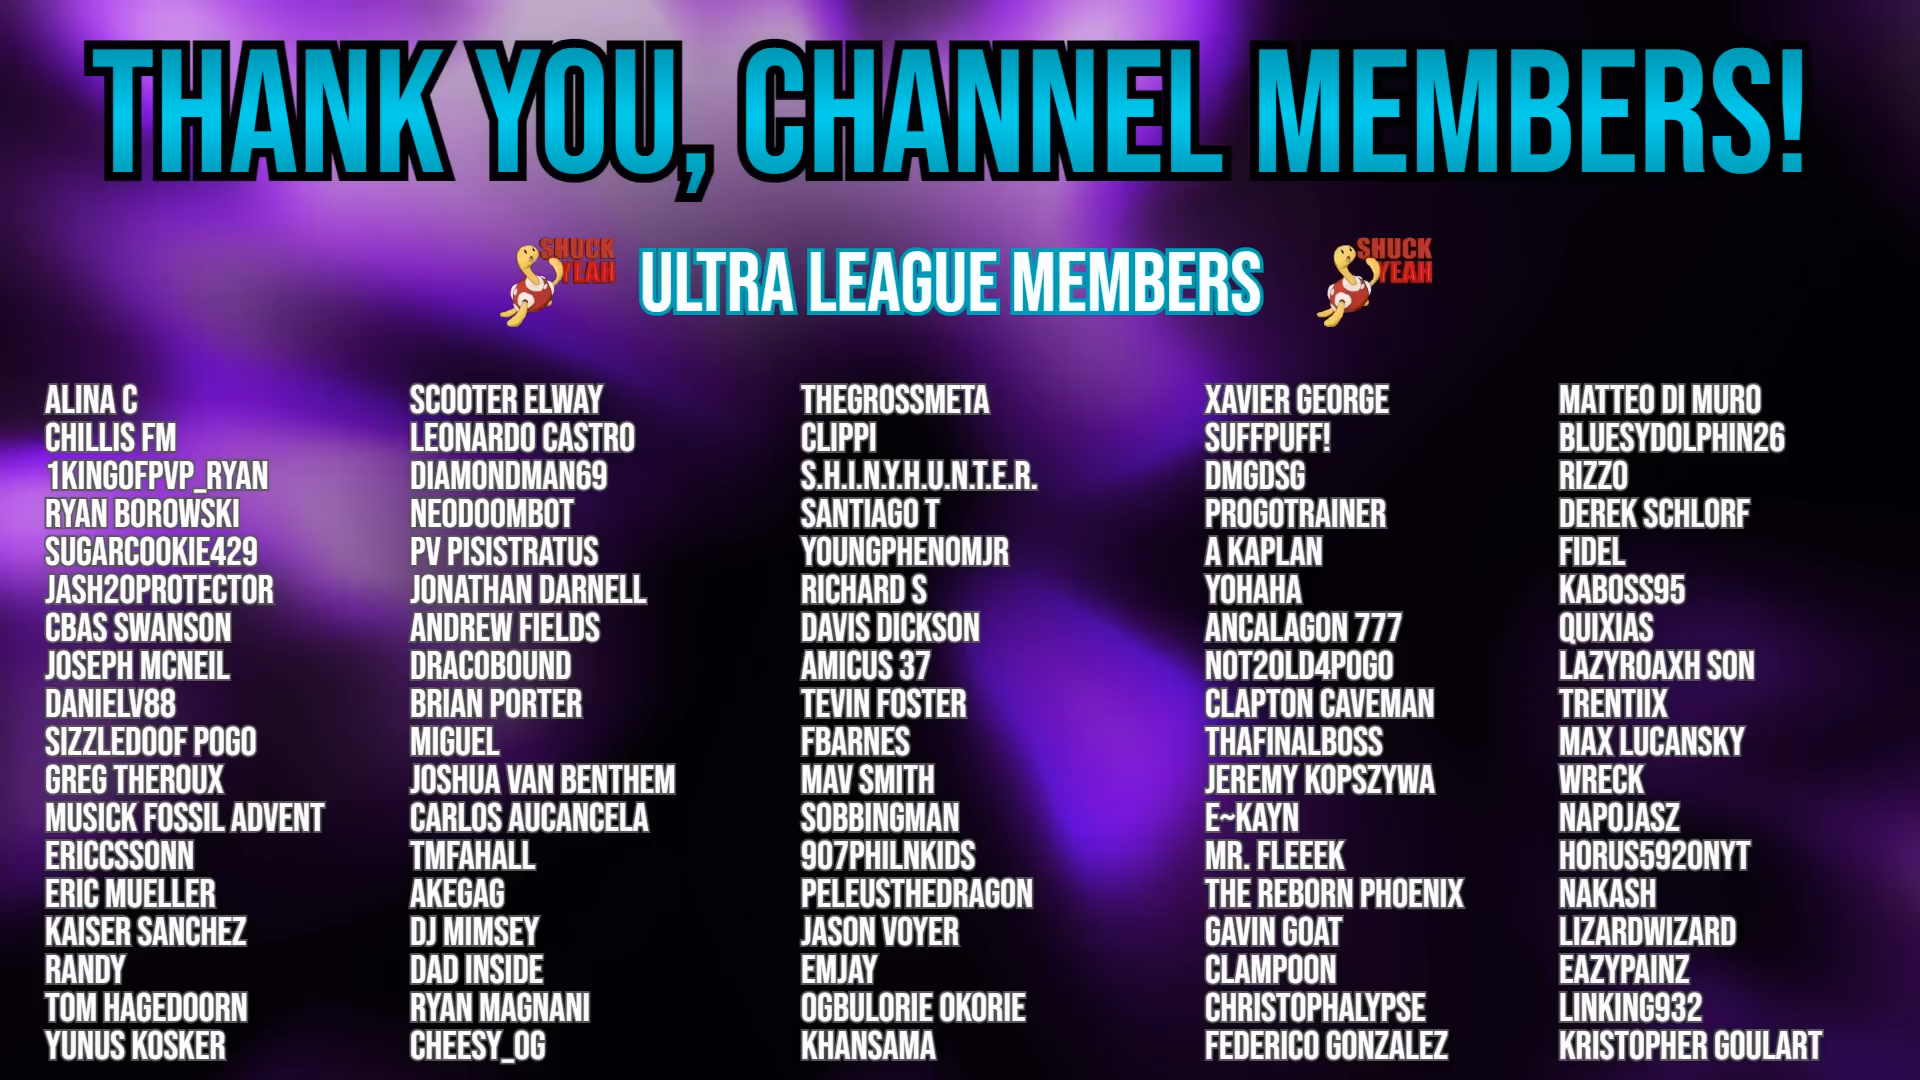 THANK YOU, CHANNEL MEMBERS!
SHUCK YEAH
ULTRA LEAGUE MEMBERS
SHUCK YEAH
ALINA C
CHILLIS FM
1KINGOFPVP_RYAN
RYAN BOROWSKI
SUGARCOOKIE429
JASH20PROTECTOR
CBAS SWANSON
JOSEPH MCNEIL
DANIELV88
SIZZLEDOOF POGO
GREG THEROUX
MUSICK FOSSIL ADVENT
ERICCSSONN
ERIC MUELLER
KAISER SANCHEZ
RANDY
TOM HAGEDOORN
YUNUS KOSKER
SCOOTER ELWAY
LEONARDO CASTRO
DIAMONDMAN69
NEODOOMBOT
PV PISISTRATUS
JONATHAN DARNELL
ANDREW FIELDS
DRACOBOUND
BRIAN PORTER
MIGUEL
JOSHUA VAN BENTHEM
CARLOS AUCANCELA
TMFAHALL
AKEGAG
DJ MIMSEY
DAD INSIDE
RYAN MAGNANI
CHEESY_OG
THEGROSSMETA
CLIPPI
S.H.I.N.Y.H.U.N.T.E.R.
SANTIAGO T
YOUNGPHENOMJR
RICHARD S
DAVIS DICKSON
AMICUS 37
TEVIN FOSTER
FBARNES
MAV SMITH
SOBBINGMAN
907PHILNKIDS
PELEUSTHEDRAGON
JASON VOYER
EMJAY
OGBULORIE OKORIE
KHANSAMA
XAVIER GEORGE
SUFFPUFF!
DMGDSG
PROGOTRAINER
A KAPLAN
YOHAHA
ANCALAGON 777
NOT2OLD4POGO
CLAPTON CAVEMAN
THAFINALBOSS
JEREMY KOPSZYWA
E~KAYN
MR. FLEEEK
THE REBORN PHOENIX
GAVIN GOAT
CLAMPOON
CHRISTOPHALYPSE
FEDERICO GONZALEZ
MATTEO DI MURO
BLUESYDOLPHIN26
RIZZO
DEREK SCHLORF
FIDEL
KABOSS95
QUIXIAS
LAZYROAXH SON
TRENTIIX
MAX LUCANSKY
WRECK
NAPOJASZ
HORUS5920NYT
NAKASH
LIZARDWIZARD
EAZYPAINZ
LINKING932
KRISTOPHER GOULART